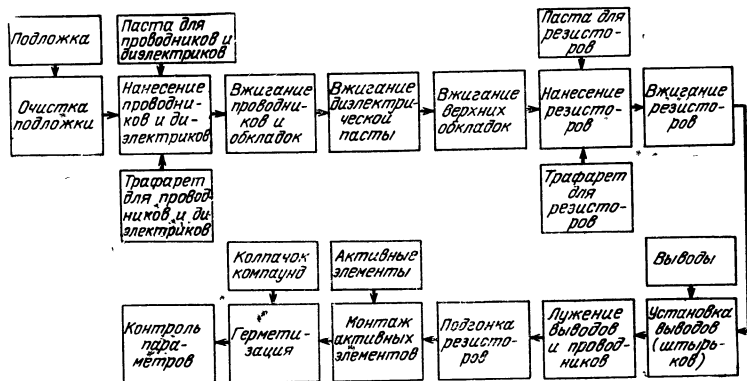 Подложка
Паста для
проводников и
диэлектриков
Паста для
резисто-
ров
Очистка
подложки
Нанесение
проводни-
ков и ди-
электриков
Вжигание
проводни-
ков и
обкладок
Вжигание
диэлектри-
ческой
пасты
Вжигание
верхних
обкладок
Нанесение
резисто-
ров
Вжигание
резисто-
ров
Трафарет
для провод-
ников и ди-
электриков
Трафарет
для
резисто-
ров
Колпачок
компаунд
Активные
элементы
Выводы
Контроль
пара-
метров
Гермети-
зация
Монтаж
активных
элементов
Подгонка
резисто-
ров
Лужение
выводов
и провод-
ников
Установка
выводов
(штырь-
ков)